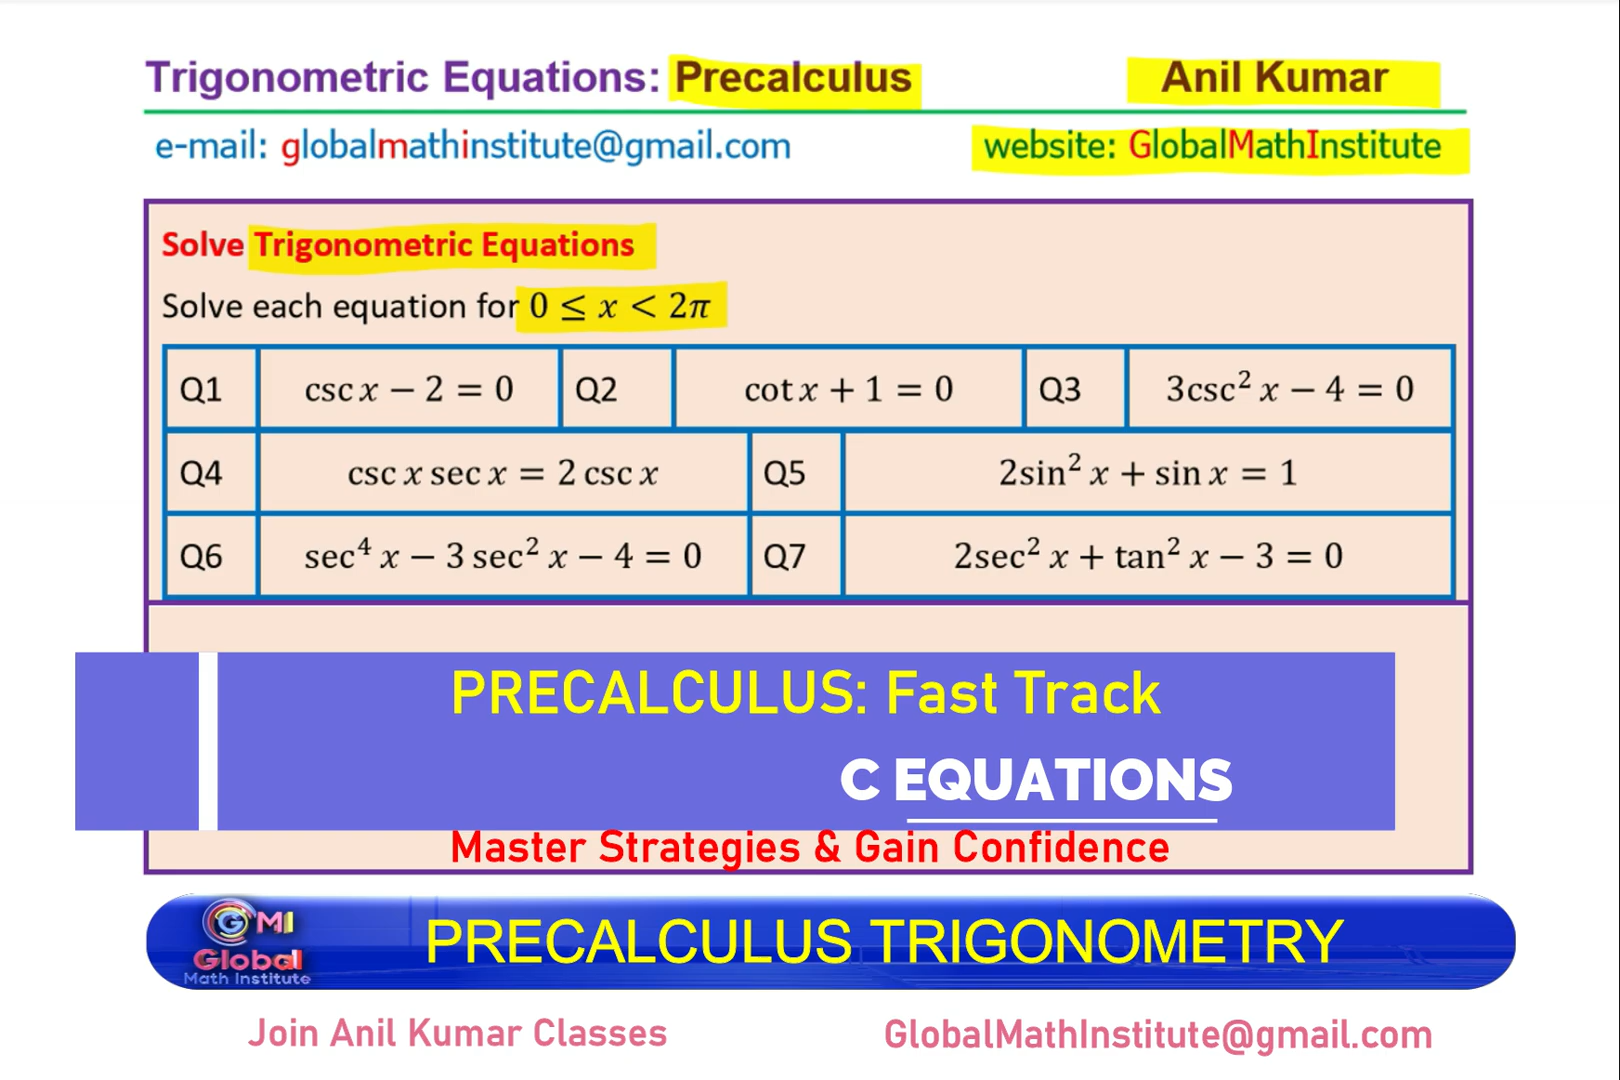 Trigonometric Equations: Precalculus Anil Kumar
e-mail: globalmathinstitute@gmail.com website: GlobalMathInstitute
Solve Trigonometric Equations
Solve each equation for 0 ≤ x < 2π
Q1 csc x − 2 = 0 Q2 cot x + 1 = 0 Q3 3csc² x − 4 = 0
Q4 csc x sec x = 2 csc x Q5 2sin² x + sin x = 1
Q6 sec⁴ x − 3 sec² x − 4 = 0 Q7 2sec² x + tan² x − 3 = 0
PRECALCULUS: Fast Track
C EQUATIONS
Master Strategies & Gain Confidence
G MI
Global
Math Institute
PRECALCULUS TRIGONOMETRY
Join Anil Kumar Classes GlobalMathInstitute@gmail.com